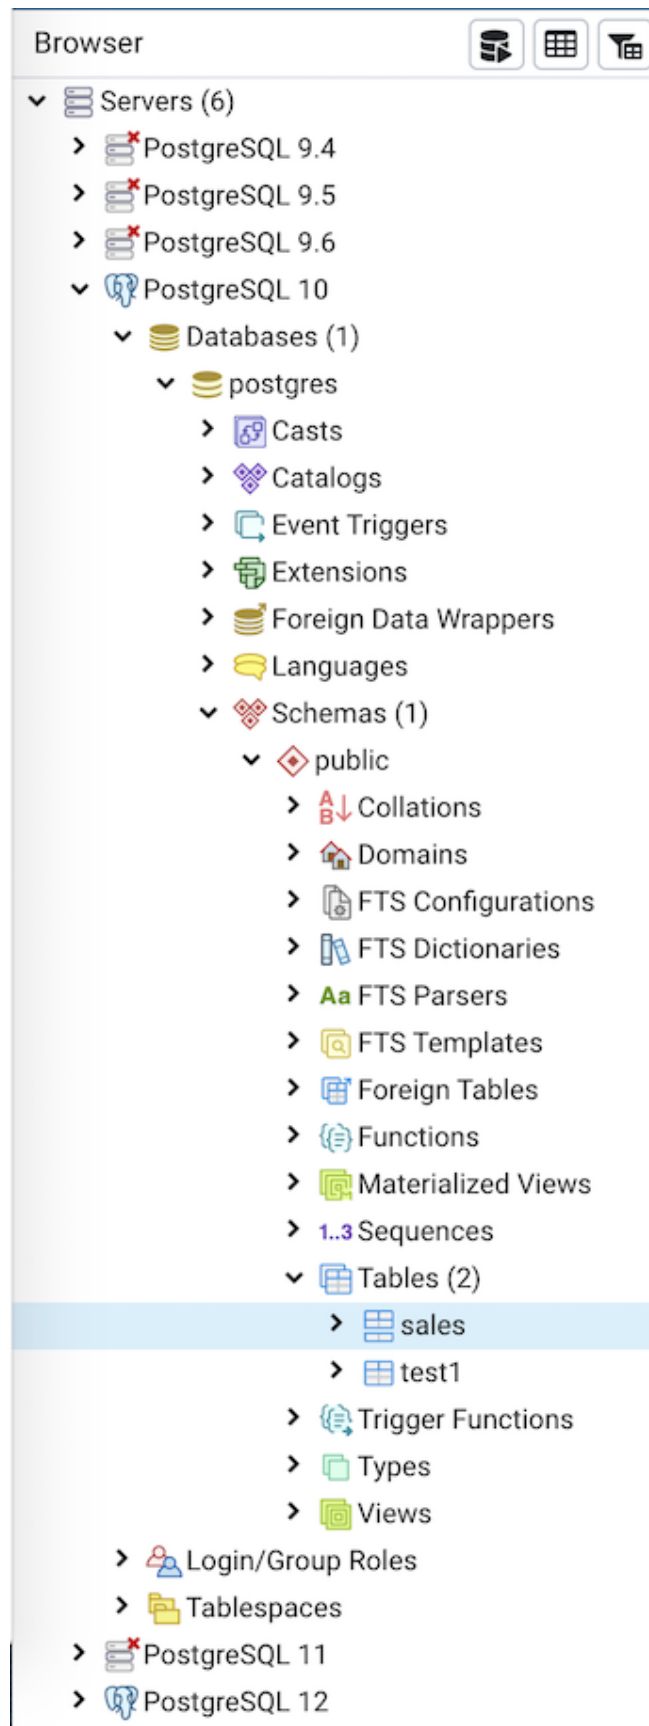 Browser
Servers (6)
PostgreSQL 9.4
PostgreSQL 9.5
PostgreSQL 9.6
PostgreSQL 10
Databases (1)
postgres
Casts
Catalogs
Event Triggers
Extensions
Foreign Data Wrappers
Languages
Schemas (1)
public
A B Collations
Domains
FTS Configurations
FTS Dictionaries
Aa FTS Parsers
FTS Templates
Foreign Tables
Functions
Materialized Views
1..3 Sequences
Tables (2)
sales
test1
Trigger Functions
Types
Views
Login/Group Roles
Tablespaces
PostgreSQL 11
PostgreSQL 12